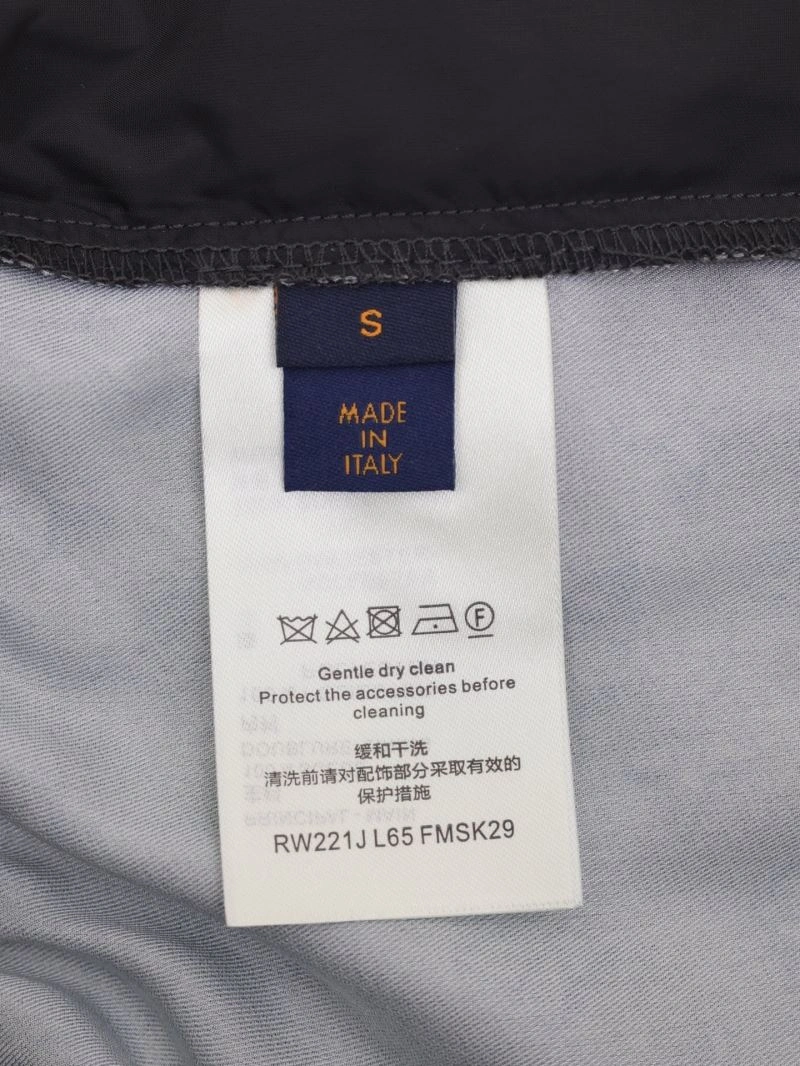 S
MADE
IN
ITALY
F
Gentle dry clean
Protect the accessories before
cleaning
缓和干洗
清洗前请对配饰部分采取有效的
保护措施
RW221J L65 FMSK29